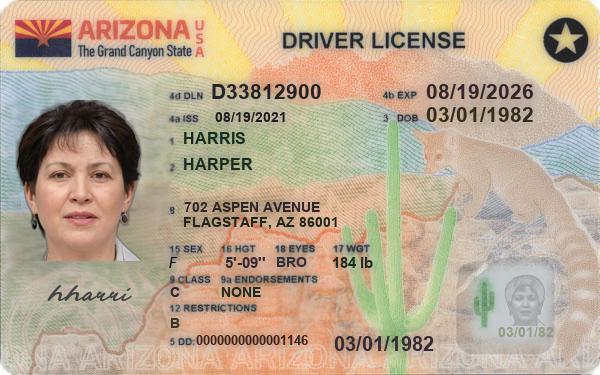 ARIZONA USA
The Grand Canyon State
DRIVER LICENSE
4d DLN D33812900 4b EXP 08/19/2026
4a ISS 08/19/2021 3 DOB 03/01/1982
1 HARRIS
2 HARPER
8 702 ASPEN AVENUE
FLAGSTAFF, AZ 86001
15 SEX 16 HGT 18 EYES 17 WGT
F 5'-09" BRO 184 lb
9 CLASS 9a ENDORSEMENTS
C NONE
12 RESTRICTIONS
B
hharri
5 DD: 0000000000001146 03/01/1982
03/01/82
ONA ARIZONA ARIZONA ARIZONA ARIZONA